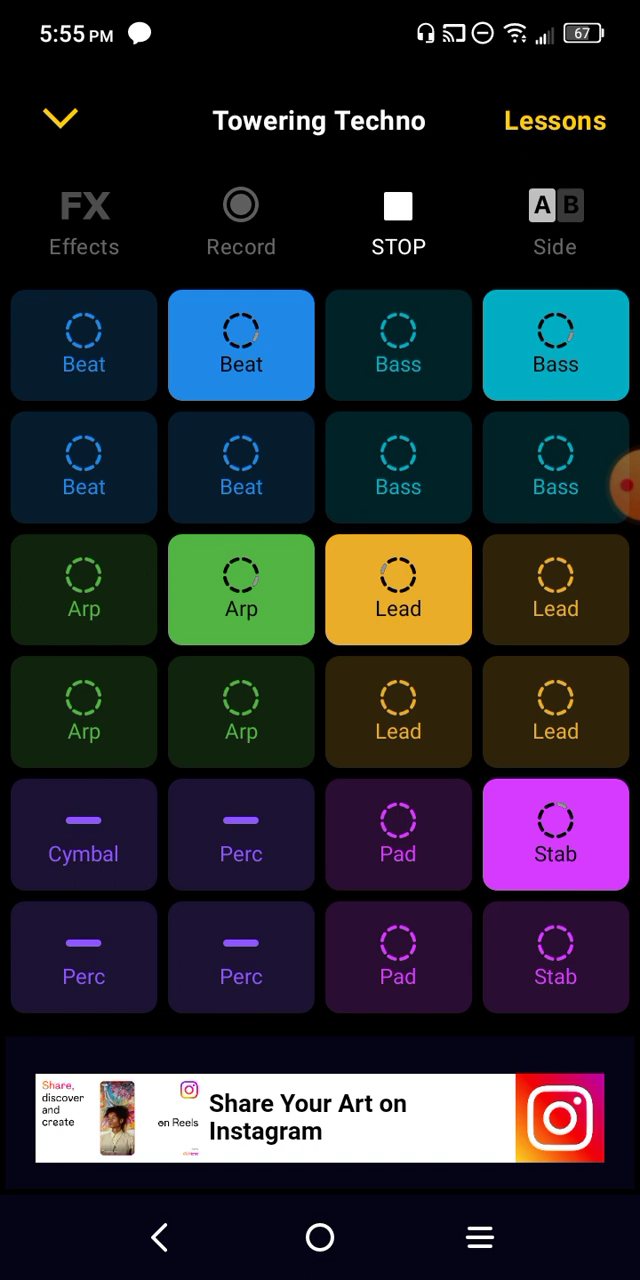 5:55 PM
67
Towering Techno
Lessons
FX
A B
Effects
Record
STOP
Side
Beat
Beat
Bass
Bass
Beat
Beat
Bass
Bass
Arp
Arp
Lead
Lead
Arp
Arp
Lead
Lead
Cymbal
Perc
Pad
Stab
Perc
Perc
Pad
Stab
Share,
discover
and
create
on Reels
Share Your Art on
Instagram